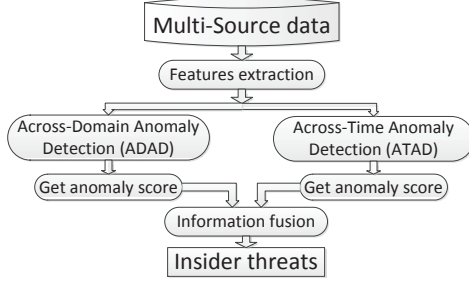 Multi-Source data
Features extraction
Across-Domain Anomaly
Detection (ADAD)
Across-Time Anomaly
Detection (ATAD)
Get anomaly score
Get anomaly score
Information fusion
Insider threats